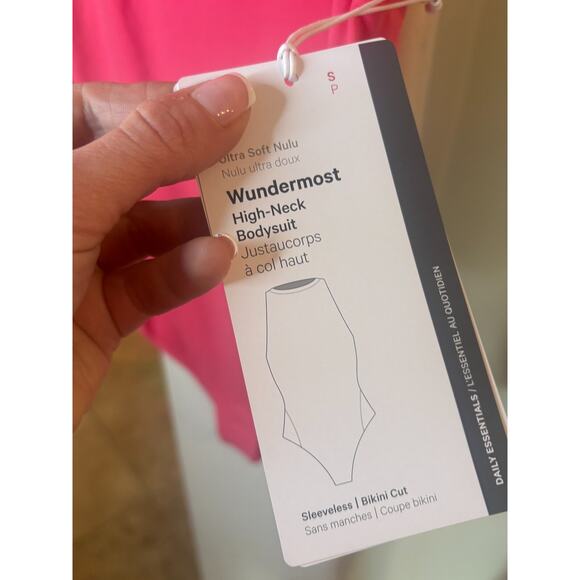 S
P
Ultra Soft Nulu
Nulu ultra doux
Wundermost
High-Neck
Bodysuit
Justaucorps
à col haut
Sleeveless | Bikini Cut
Sans manches | Coupe bikini
DAILY ESSENTIALS / L'ESSENTIEL AU QUOTIDIEN